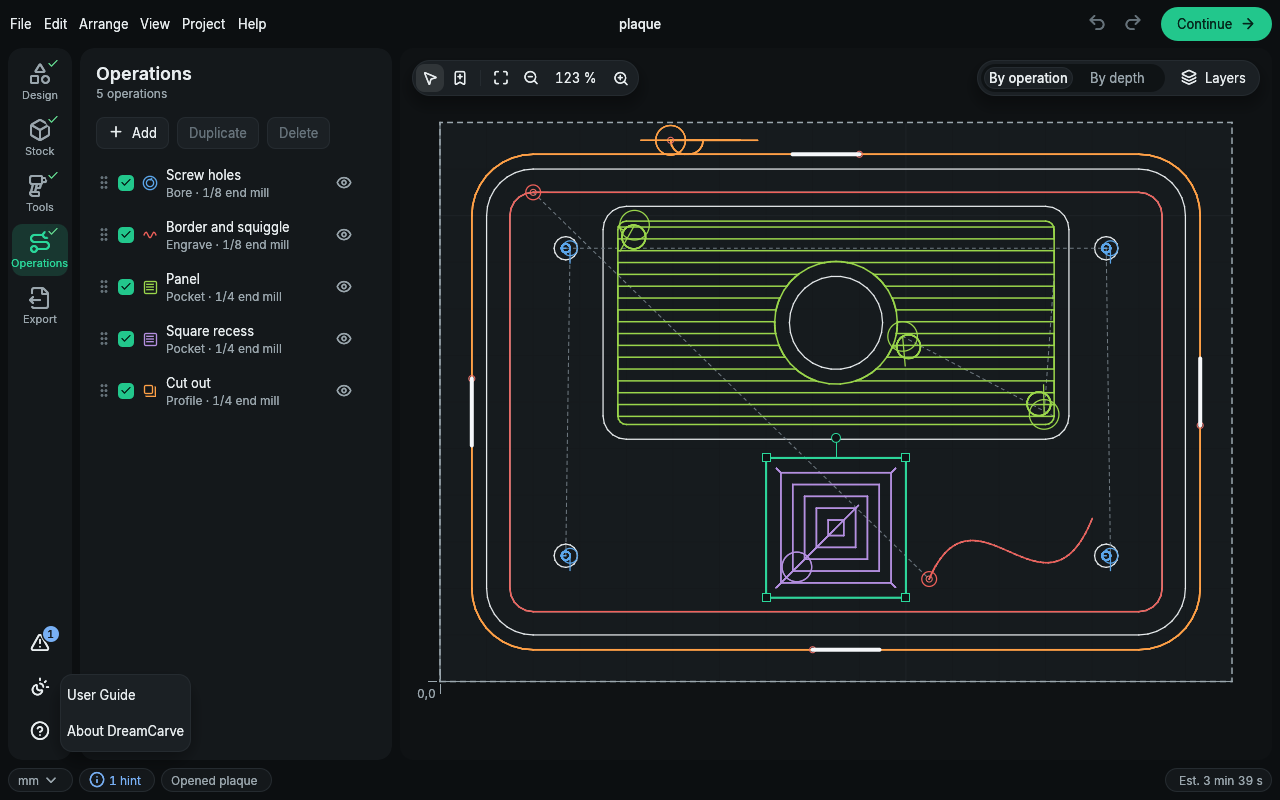 File Edit Arrange View Project Help
plaque
Continue
Design
Stock
Tools
Operations
Export
1
Operations
5 operations
Add Duplicate Delete
Screw holes
Bore · 1/8 end mill
Border and squiggle
Engrave · 1/8 end mill
Panel
Pocket · 1/4 end mill
Square recess
Pocket · 1/4 end mill
Cut out
Profile · 1/4 end mill
User Guide
About DreamCarve
123 %
By operation By depth Layers
0,0
mm 1 hint Opened plaque Est. 3 min 39 s